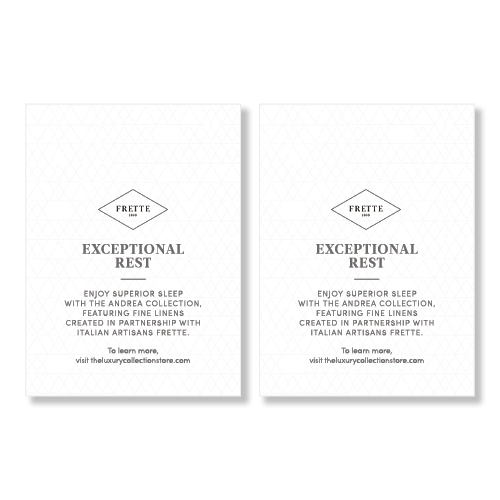 FRETTE
1860
EXCEPTIONAL
REST
ENJOY SUPERIOR SLEEP
WITH THE ANDREA COLLECTION,
FEATURING FINE LINENS
CREATED IN PARTNERSHIP WITH
ITALIAN ARTISANS FRETTE.
To learn more,
visit theluxurycollectionstore.com
FRETTE
1860
EXCEPTIONAL
REST
ENJOY SUPERIOR SLEEP
WITH THE ANDREA COLLECTION,
FEATURING FINE LINENS
CREATED IN PARTNERSHIP WITH
ITALIAN ARTISANS FRETTE.
To learn more,
visit theluxurycollectionstore.com